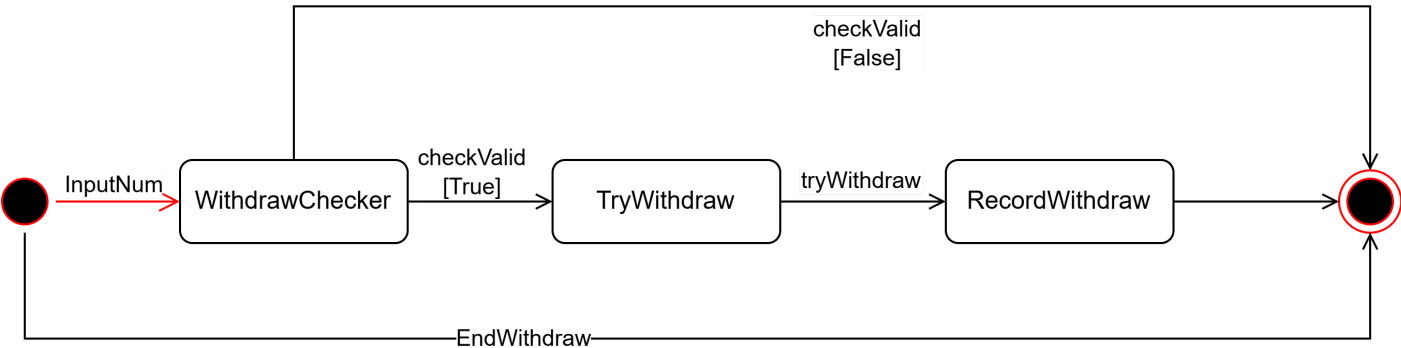 checkValid
[False]
InputNum
WithdrawChecker
checkValid
[True]
TryWithdraw
tryWithdraw
RecordWithdraw
EndWithdraw